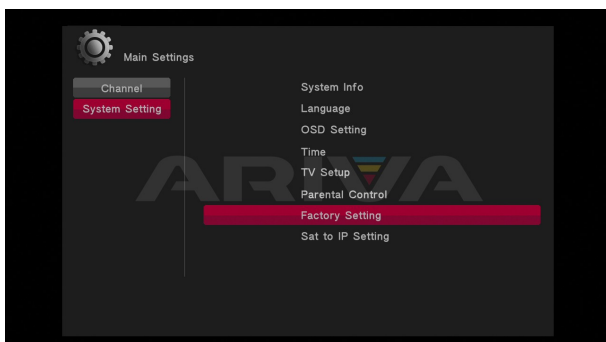 Main Settings
Channel
System Setting
System Info
Language
OSD Setting
Time
TV Setup
Parental Control
Factory Setting
Sat to IP Setting
ARIVA